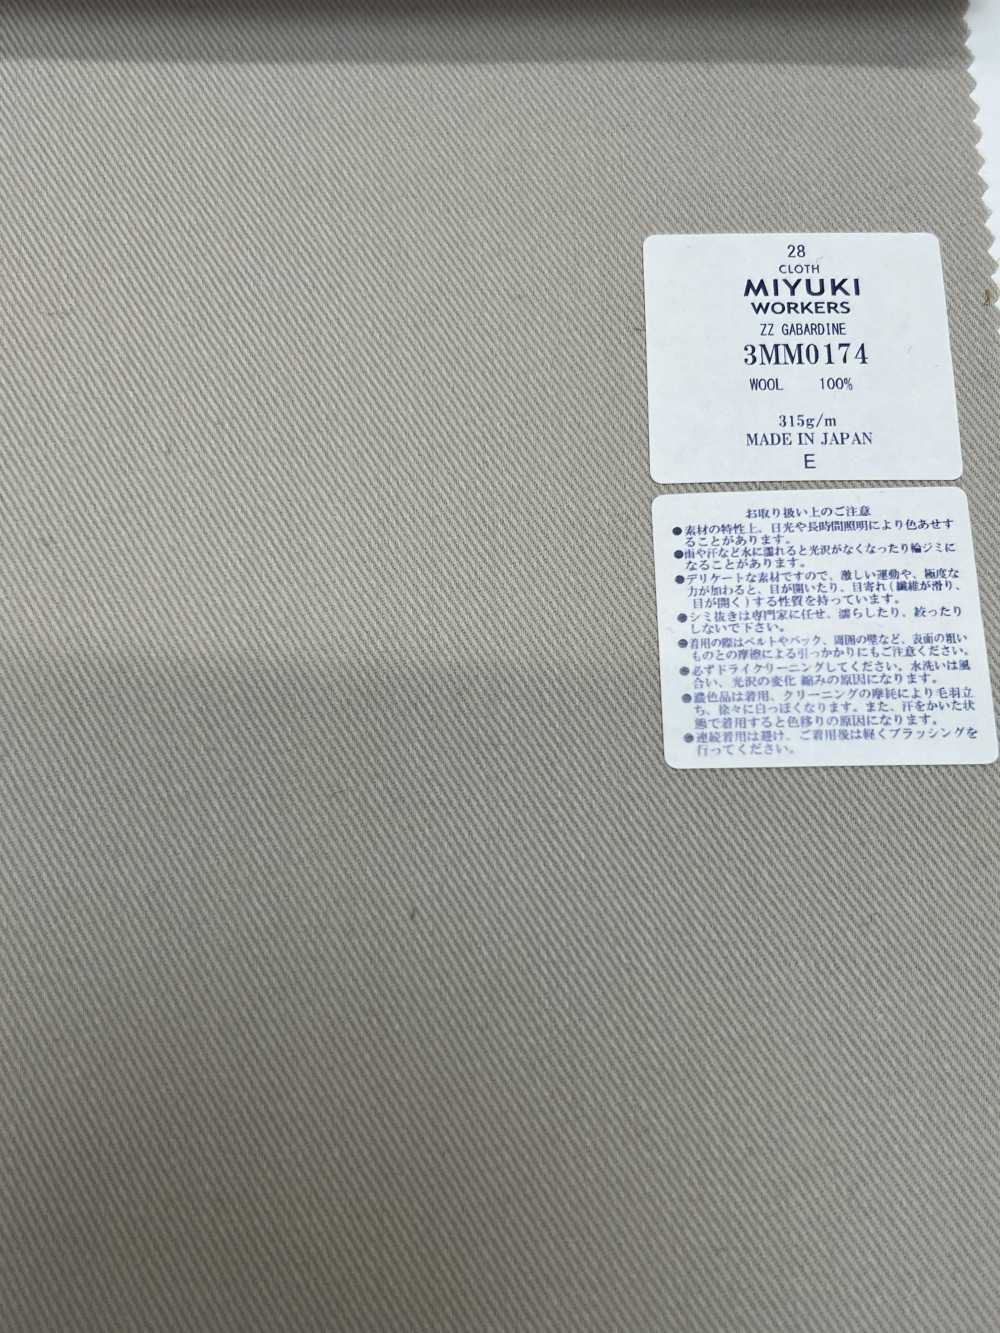 28
CLOTH
MIYUKI
WORKERS
ZZ GABARDINE
3MM0174
WOOL 100%
315g/m
MADE IN JAPAN
E
お取り扱い上のご注意
●素材の特性上、日光や長時間照明により色あせす
ることがあります。
●雨や汗など水に濡れると光沢がなくなったり輪ジミに
なることがあります。
●デリケートな素材ですので、激しい運動や、極度な
力が加わると、目が開いたり、目寄れ(繊維が滑り、
目が開く)する性質を持っています。
●シミ抜きは専門家に任せ、濡らしたり、絞ったり
しないで下さい。
●着用の際はベルトやバック、周囲の壁など、表面の粗い
ものとの摩擦による引っかかりにもご注意ください。
●必ずドライクリーニングしてください。水洗いは風
合い、光沢の変化 縮みの原因になります。
●濃色品は着用、クリーニングの摩耗により毛羽立
ち、徐々に白っぽくなります。また、汗をかいた状
態で着用すると色移りの原因になります。
●連続着用は避け、ご着用後は軽くブラッシングを
行ってください。